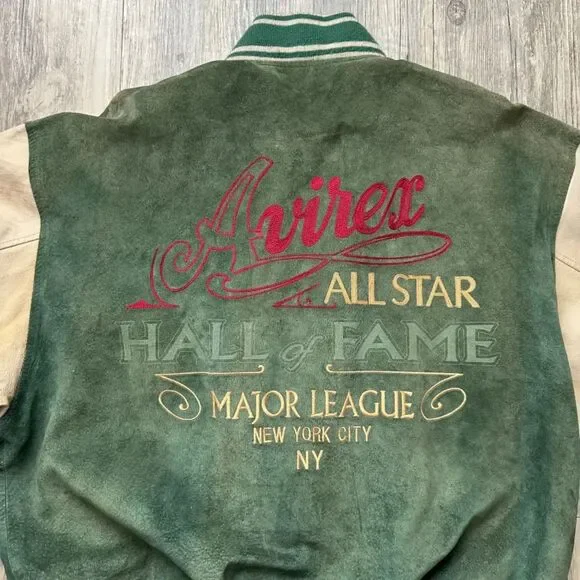 Avirex
ALL STAR
HALL of FAME
MAJOR LEAGUE
NEW YORK CITY
NY